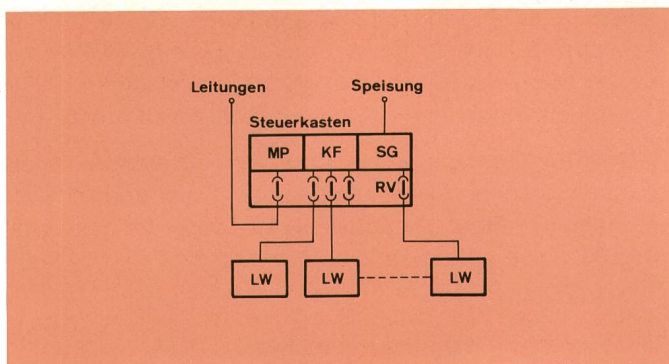 Leitungen Speisung
Steuerkasten
MP KF SG
RV
LW LW LW